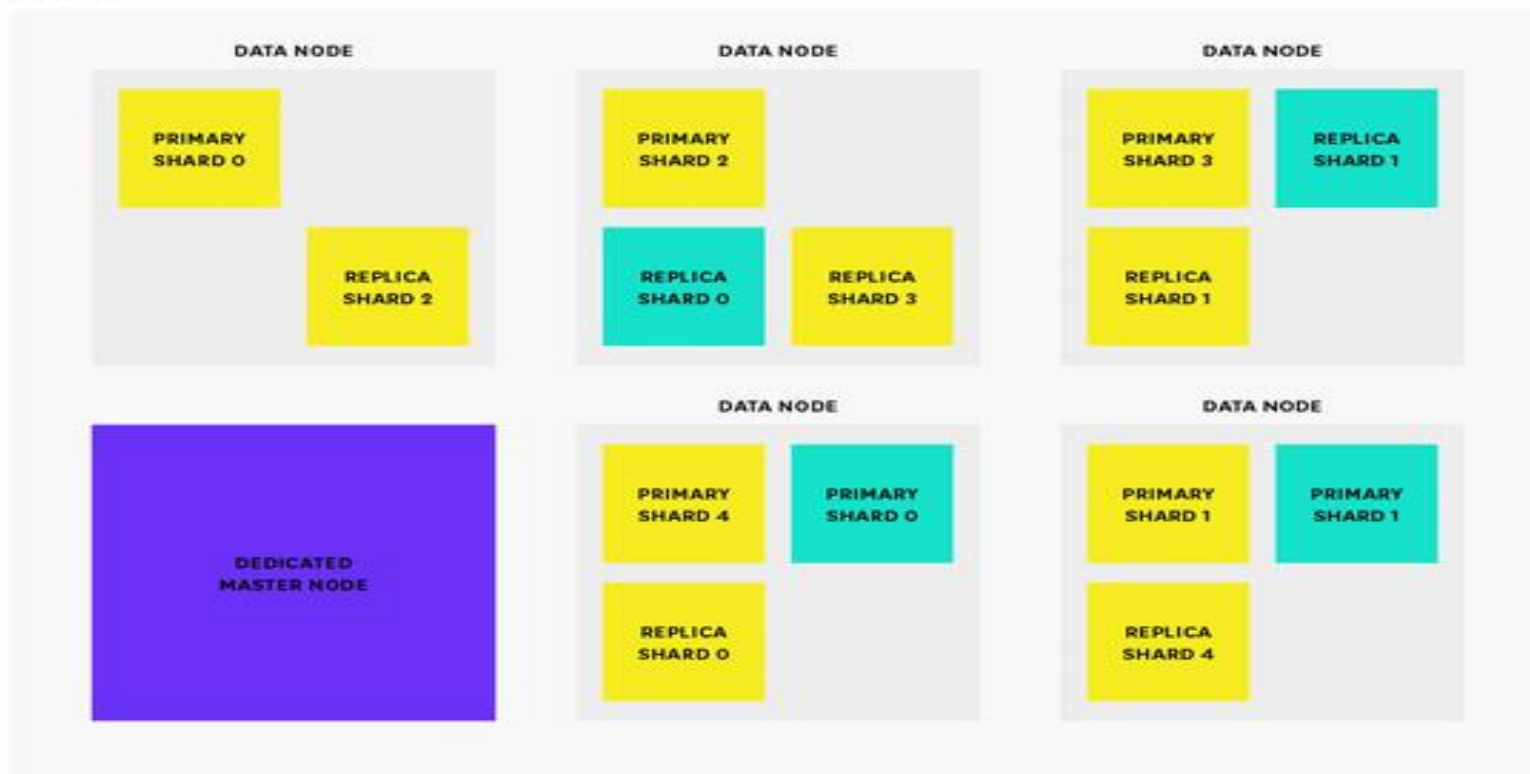 DATA NODE
DATA NODE
DATA NODE
PRIMARY
SHARD 0
REPLICA
SHARD 2
PRIMARY
SHARD 2
REPLICA
SHARD 0
REPLICA
SHARD 3
PRIMARY
SHARD 3
REPLICA
SHARD 1
REPLICA
SHARD 1
DEDICATED
MASTER NODE
DATA NODE
DATA NODE
PRIMARY
SHARD 4
PRIMARY
SHARD 0
REPLICA
SHARD 0
PRIMARY
SHARD 1
PRIMARY
SHARD 1
REPLICA
SHARD 4